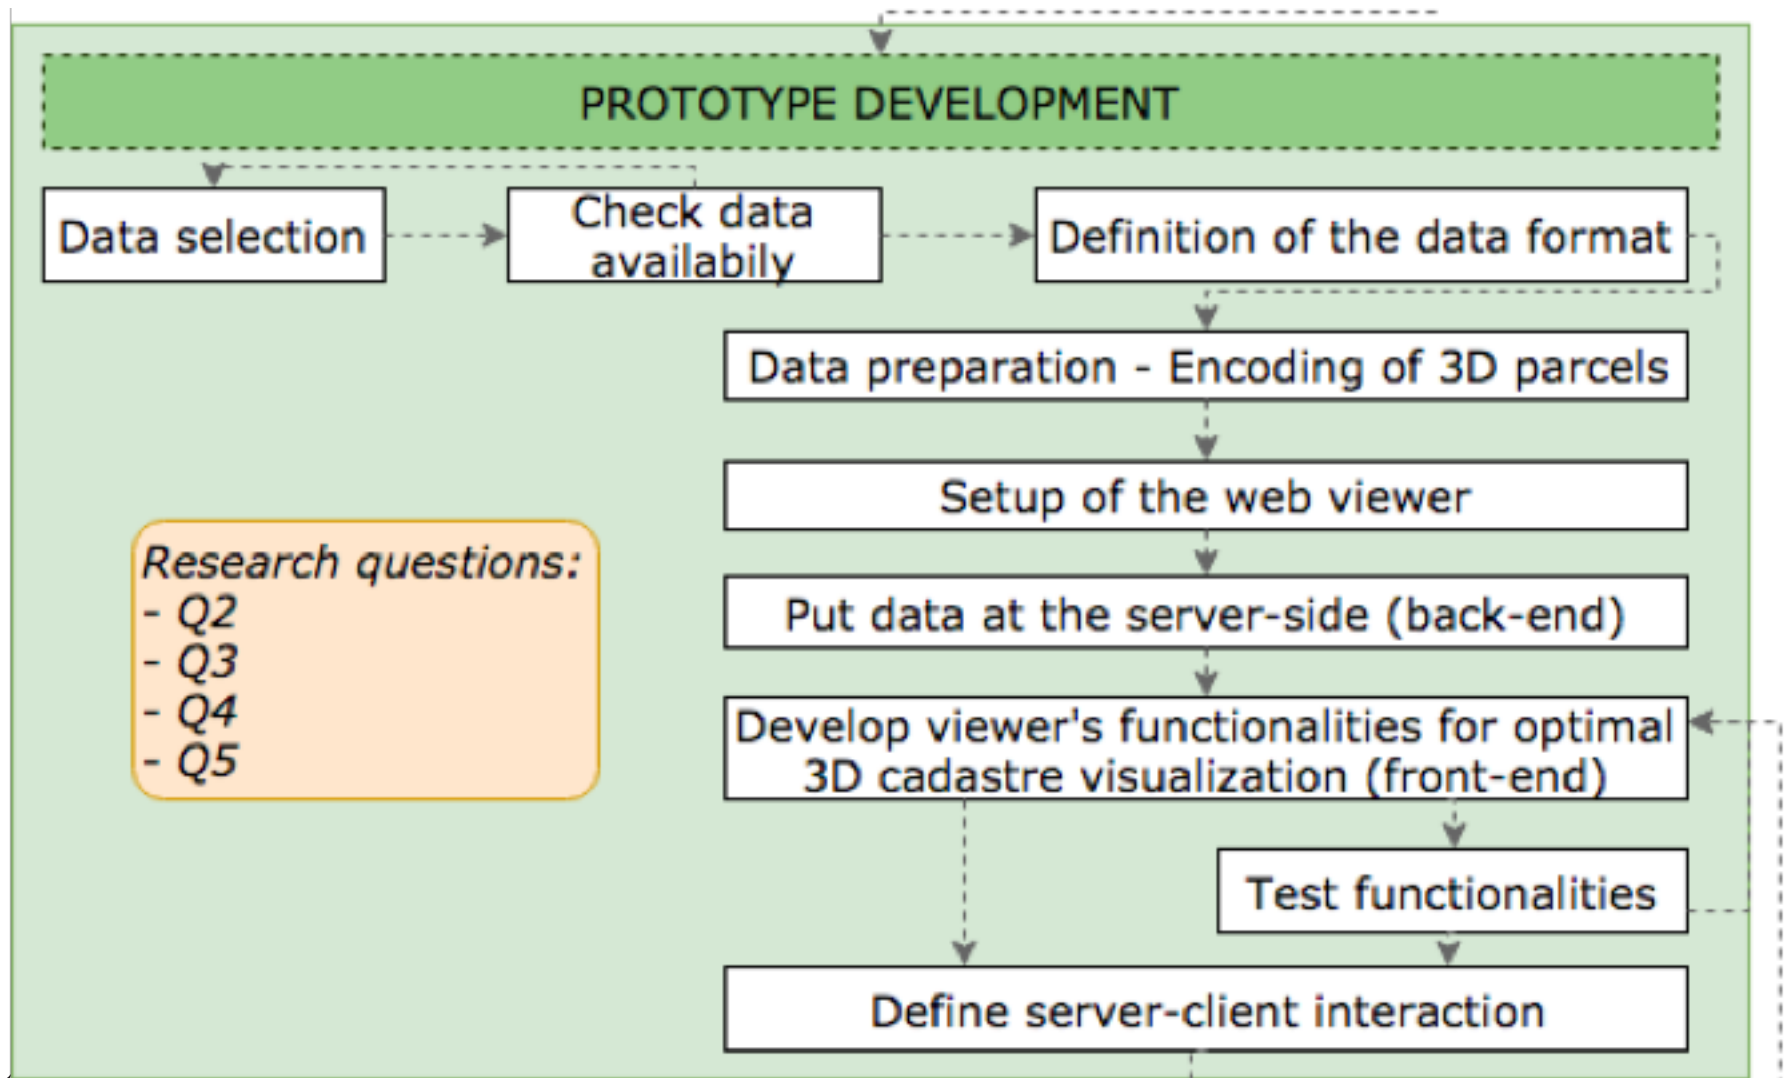 PROTOTYPE DEVELOPMENT
Data selection
Check data
availabily
Definition of the data format
Data preparation - Encoding of 3D parcels
Setup of the web viewer
Research questions:
- Q2
- Q3
- Q4
- Q5
Put data at the server-side (back-end)
Develop viewer's functionalities for optimal
3D cadastre visualization (front-end)
Test functionalities
Define server-client interaction